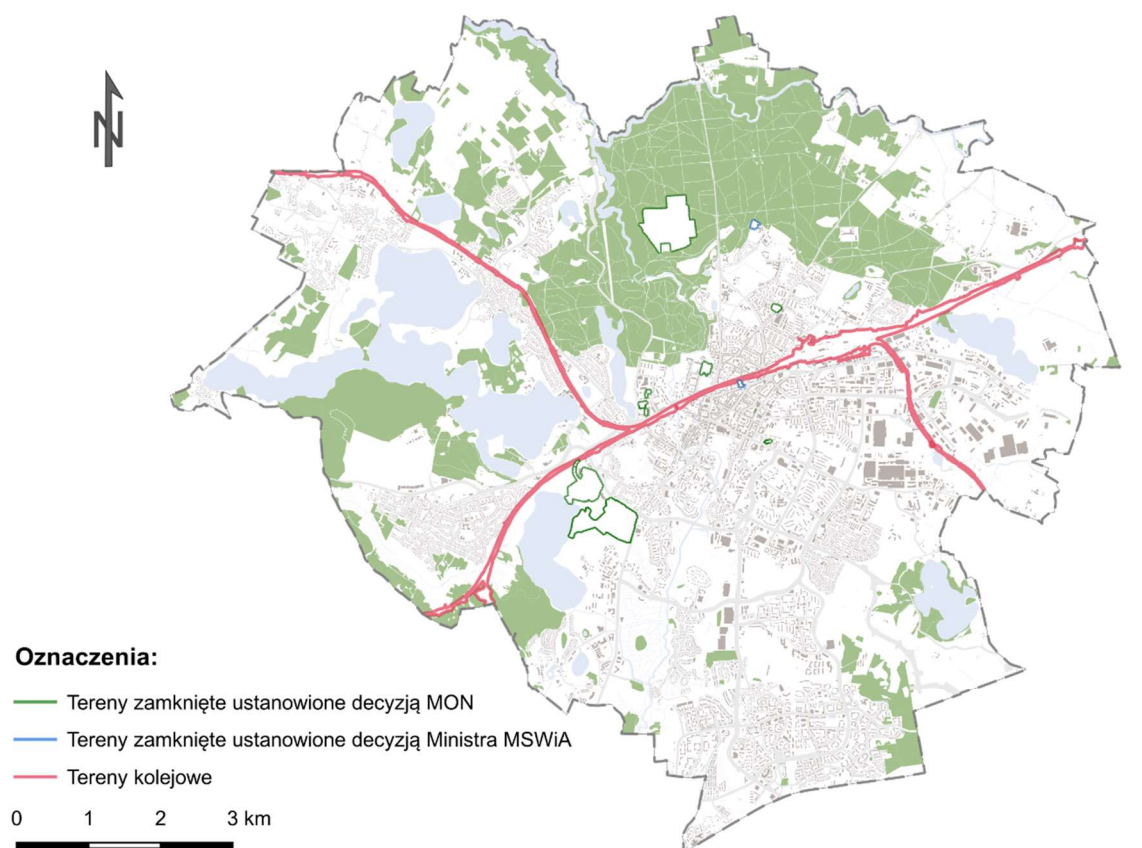 N
Oznaczenia:
Tereny zamknięte ustanowione decyzją MON
Tereny zamknięte ustanowione decyzją Ministra MSWiA
Tereny kolejowe
0 1 2 3 km